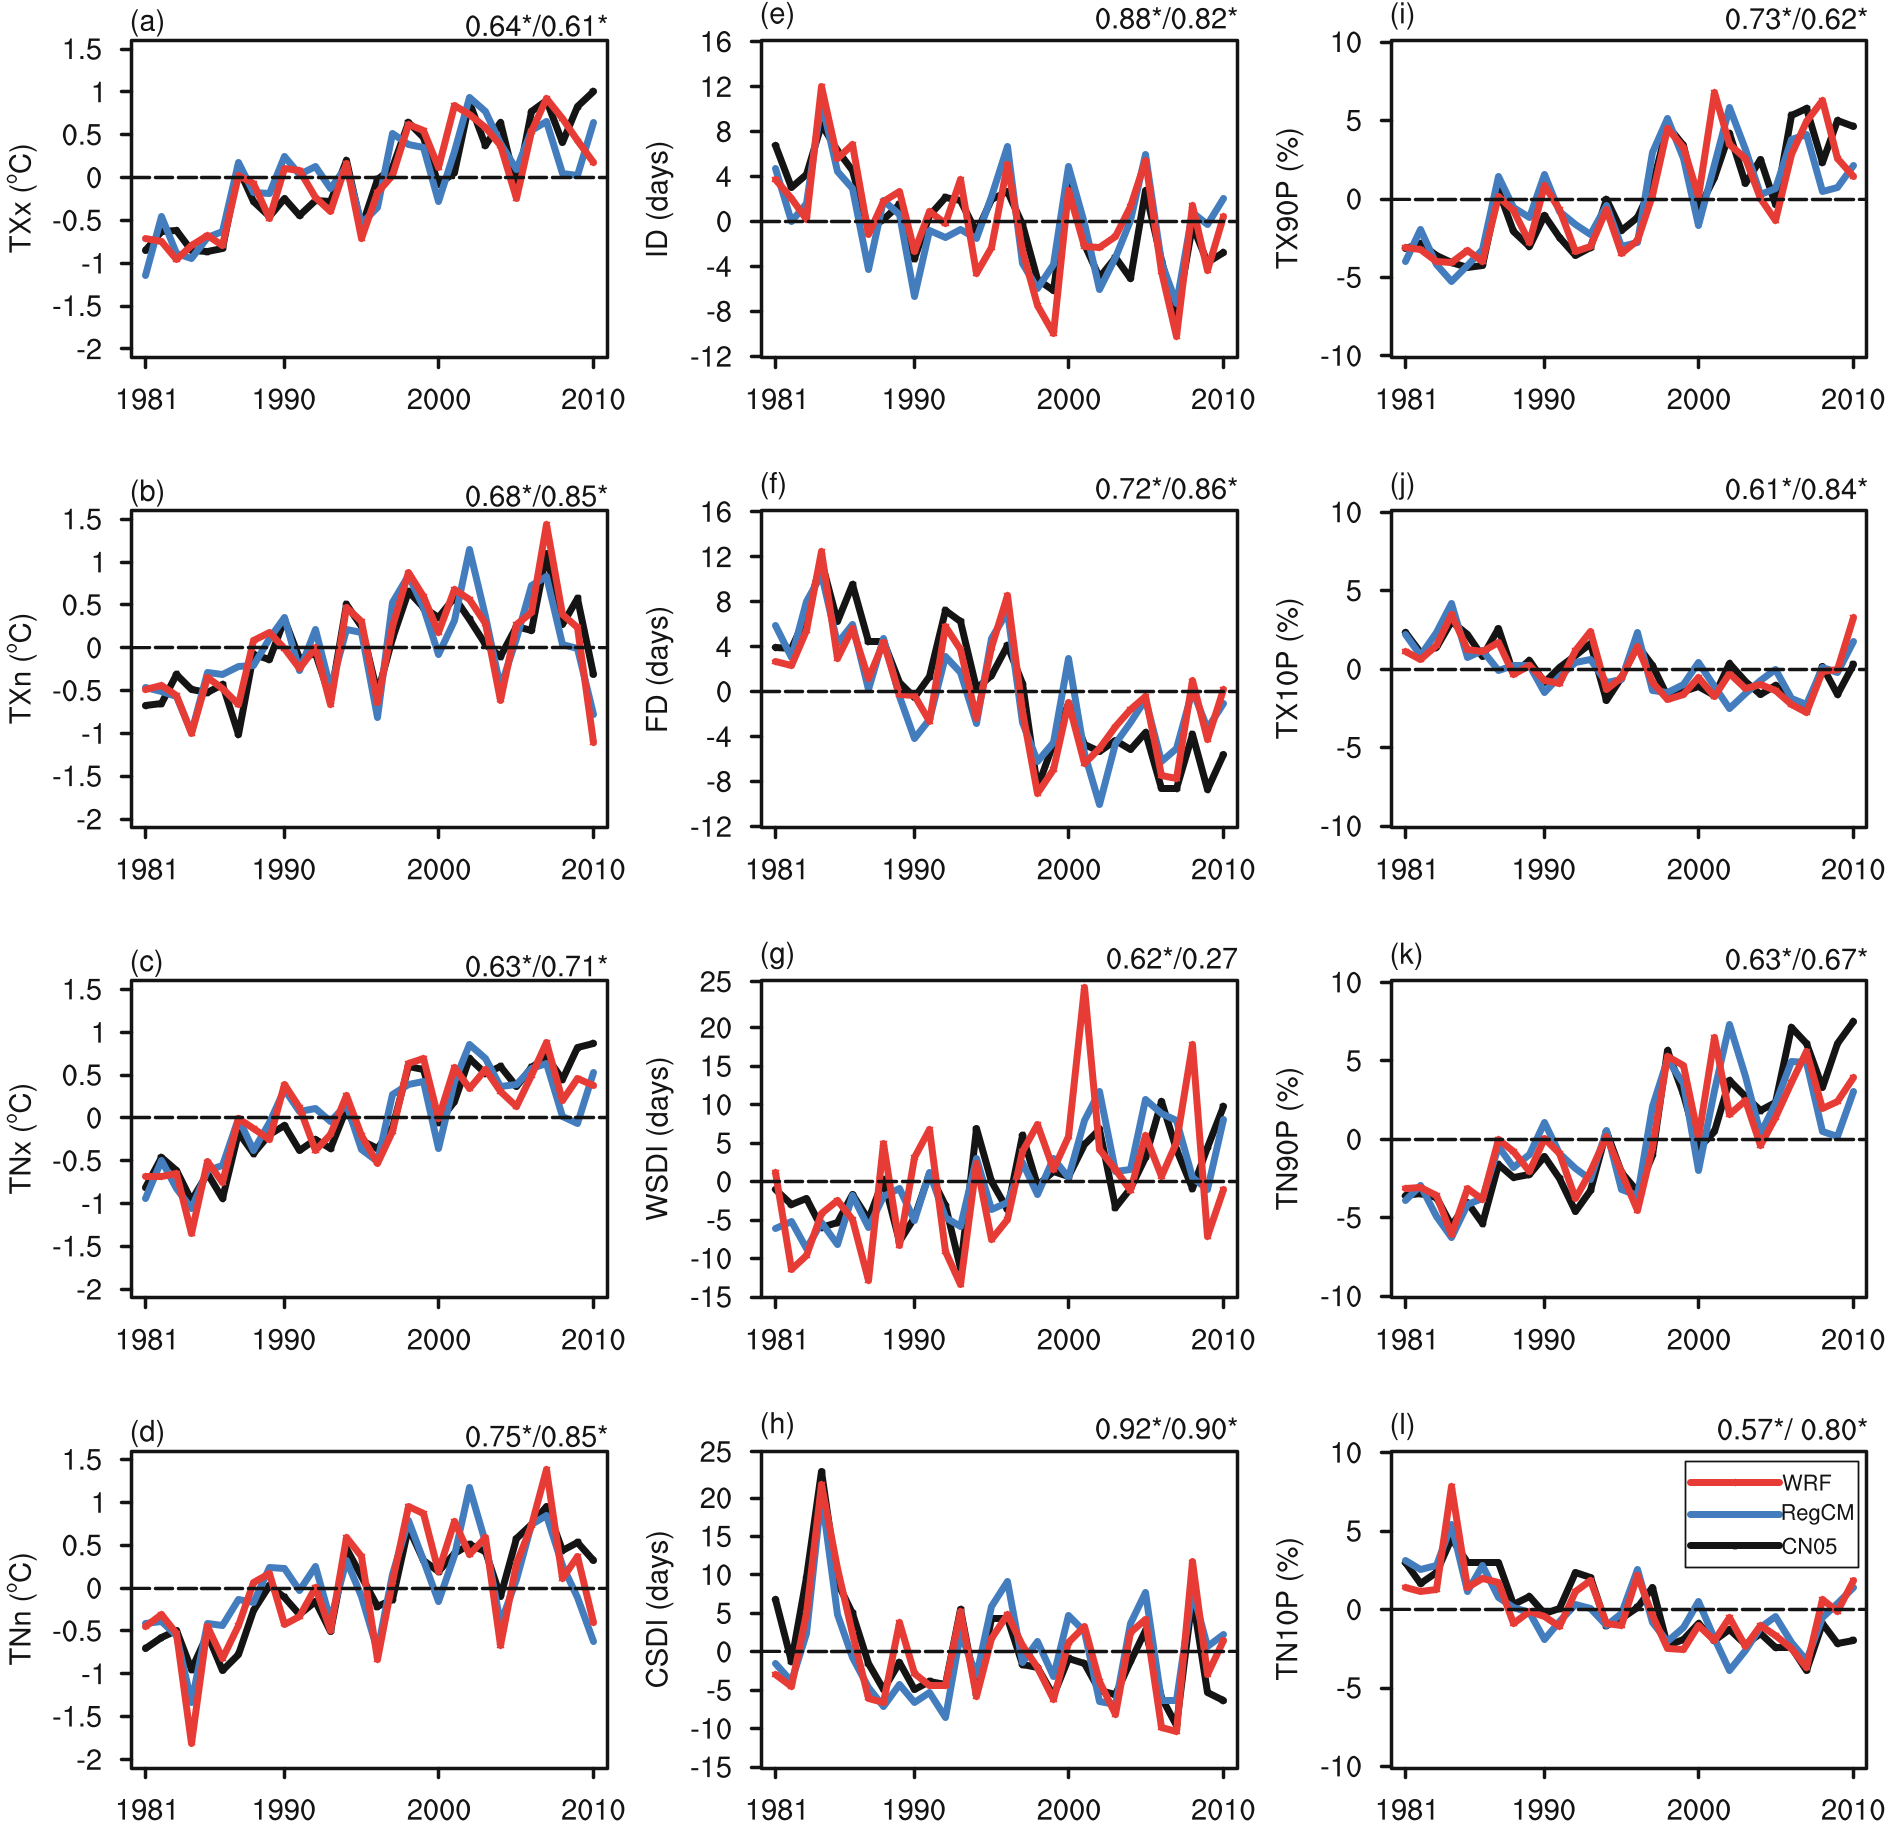 (a) 0.64*/0.61*
TXx (°C)
1.5
1
0.5
0
-0.5
-1
-1.5
-2
1981 1990 2000 2010
(e) 0.88*/0.82*
ID (days)
16
12
8
4
0
-4
-8
-12
1981 1990 2000 2010
(i) 0.73*/0.62*
TX90P (%)
10
5
0
-5
-10
1981 1990 2000 2010
(b) 0.68*/0.85*
TXn (°C)
1.5
1
0.5
0
-0.5
-1
-1.5
-2
1981 1990 2000 2010
(f) 0.72*/0.86*
FD (days)
16
12
8
4
0
-4
-8
-12
1981 1990 2000 2010
(j) 0.61*/0.84*
TX10P (%)
10
5
0
-5
-10
1981 1990 2000 2010
(c) 0.63*/0.71*
TNx (°C)
1.5
1
0.5
0
-0.5
-1
-1.5
-2
1981 1990 2000 2010
(g) 0.62*/0.27
WSDI (days)
25
20
15
10
5
0
-5
-10
-15
1981 1990 2000 2010
(k) 0.63*/0.67*
TN90P (%)
10
5
0
-5
-10
1981 1990 2000 2010
(d) 0.75*/0.85*
TNn (°C)
1.5
1
0.5
0
-0.5
-1
-1.5
-2
1981 1990 2000 2010
(h) 0.92*/0.90*
CSDI (days)
25
20
15
10
5
0
-5
-10
-15
1981 1990 2000 2010
(l) 0.57*/ 0.80*
TN10P (%)
10
5
0
-5
-10
WRF
RegCM
CN05
1981 1990 2000 2010